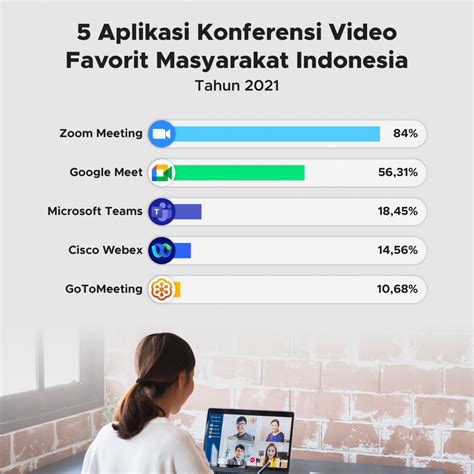 5 Aplikasi Konferensi Video
Favorit Masyarakat Indonesia
Tahun 2021
Zoom Meeting 84%
Google Meet 56,31%
Microsoft Teams 18,45%
Cisco Webex 14,56%
GoToMeeting 10,68%